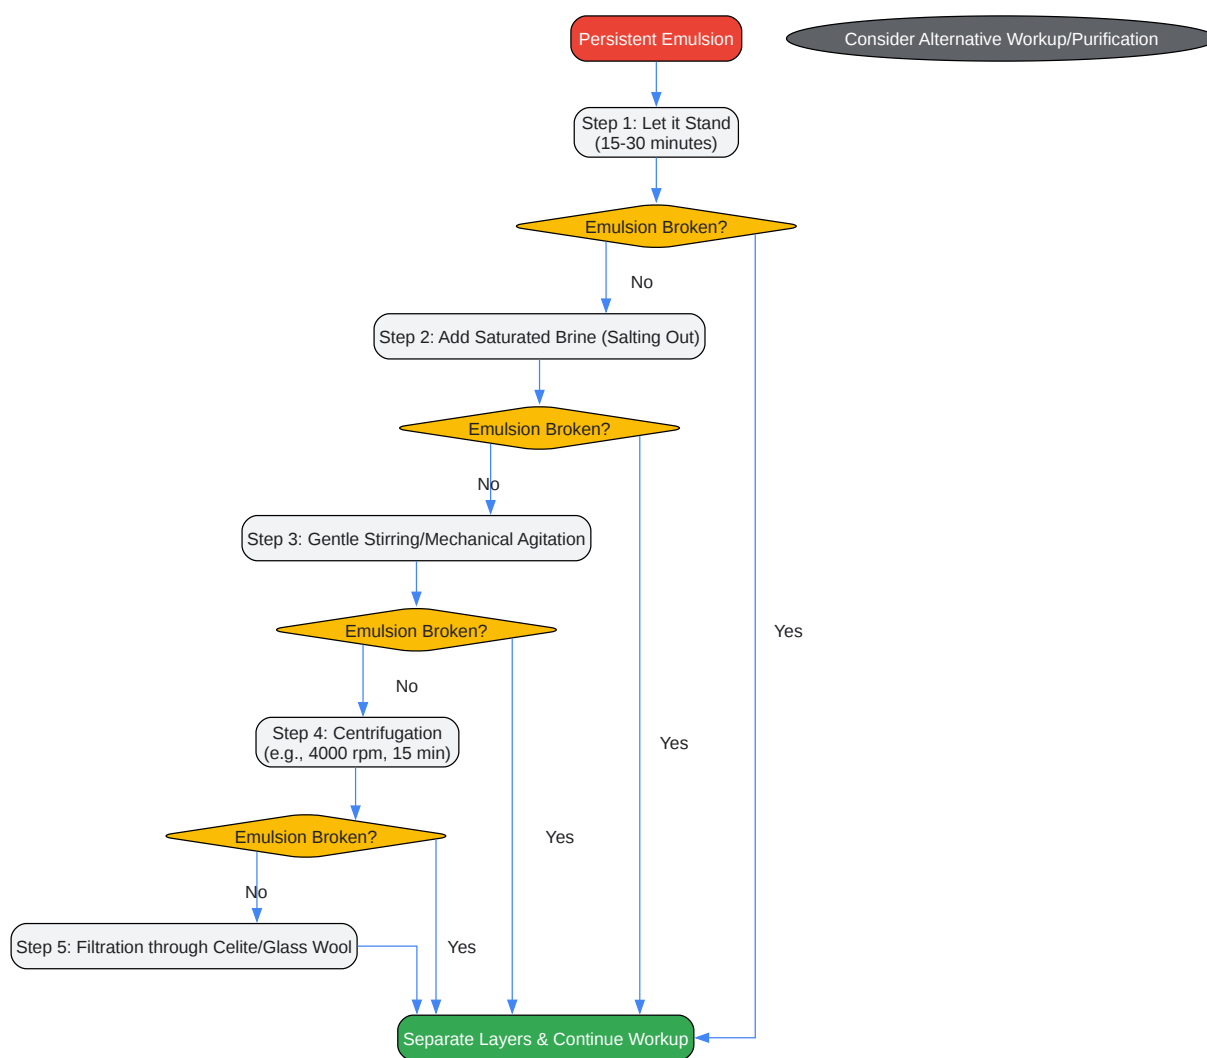 Persistent Emulsion
Consider Alternative Workup/Purification
Step 1: Let it Stand
(15-30 minutes)
Emulsion Broken?
No
Step 2: Add Saturated Brine (Salting Out)
Emulsion Broken?
No
Step 3: Gentle Stirring/Mechanical Agitation
Emulsion Broken?
Yes
No
Step 4: Centrifugation
(e.g., 4000 rpm, 15 min)
Yes
Emulsion Broken?
Yes
No
Step 5: Filtration through Celite/Glass Wool
Yes
Separate Layers & Continue Workup